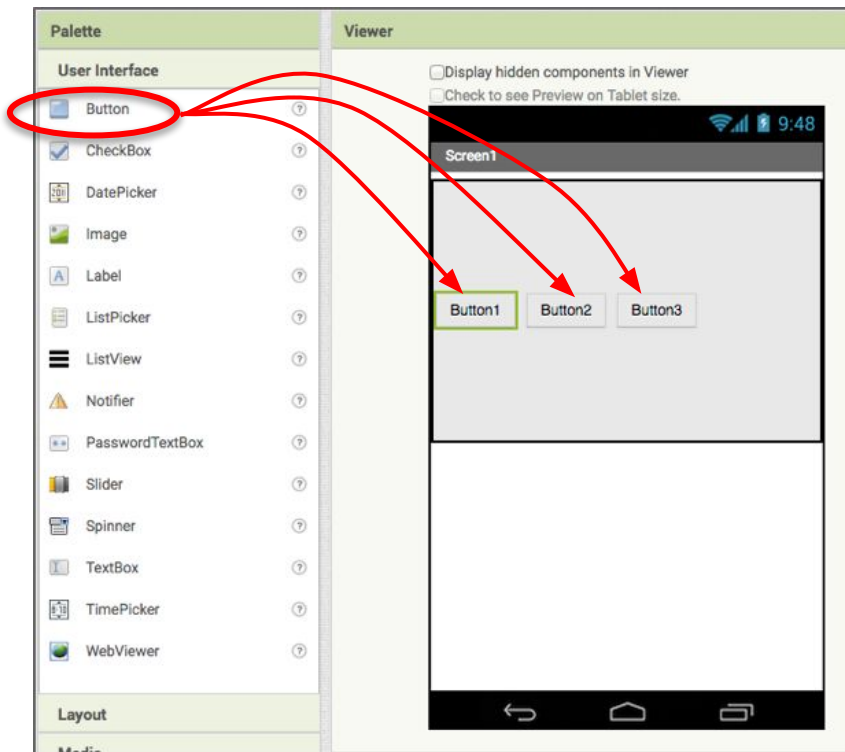 Palette
User Interface
Button ?
CheckBox ?
DatePicker ?
Image ?
A Label ?
ListPicker ?
ListView ?
Notifier ?
PasswordTextBox ?
Slider ?
Spinner ?
TextBox ?
TimePicker ?
WebViewer ?
Layout
Media
Viewer
Display hidden components in Viewer
Check to see Preview on Tablet size.
9:48
Screen1
Button1 Button2 Button3